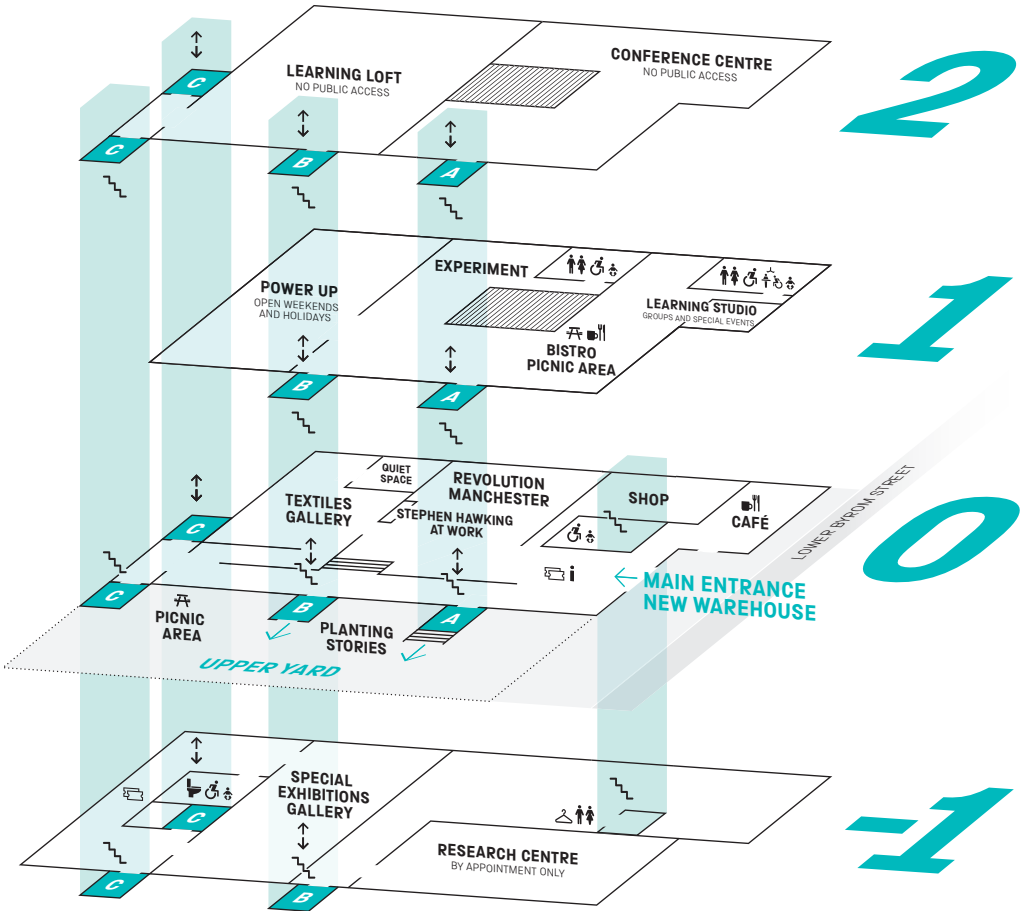 C
LEARNING LOFT
NO PUBLIC ACCESS
CONFERENCE CENTRE
NO PUBLIC ACCESS
2
C
B
A
POWER UP
OPEN WEEKENDS
AND HOLIDAYS
EXPERIMENT
LEARNING STUDIO
GROUPS AND SPECIAL EVENTS
BISTRO
PICNIC AREA
1
B
A
QUIET
SPACE
REVOLUTION
MANCHESTER
TEXTILES
GALLERY
STEPHEN HAWKING
AT WORK
SHOP
CAFÉ
LOWER BYROM STREET
0
C
i
MAIN ENTRANCE
NEW WAREHOUSE
C
B
A
PICNIC
AREA
PLANTING
STORIES
UPPER YARD
SPECIAL
EXHIBITIONS
GALLERY
C
RESEARCH CENTRE
BY APPOINTMENT ONLY
-1
C
B